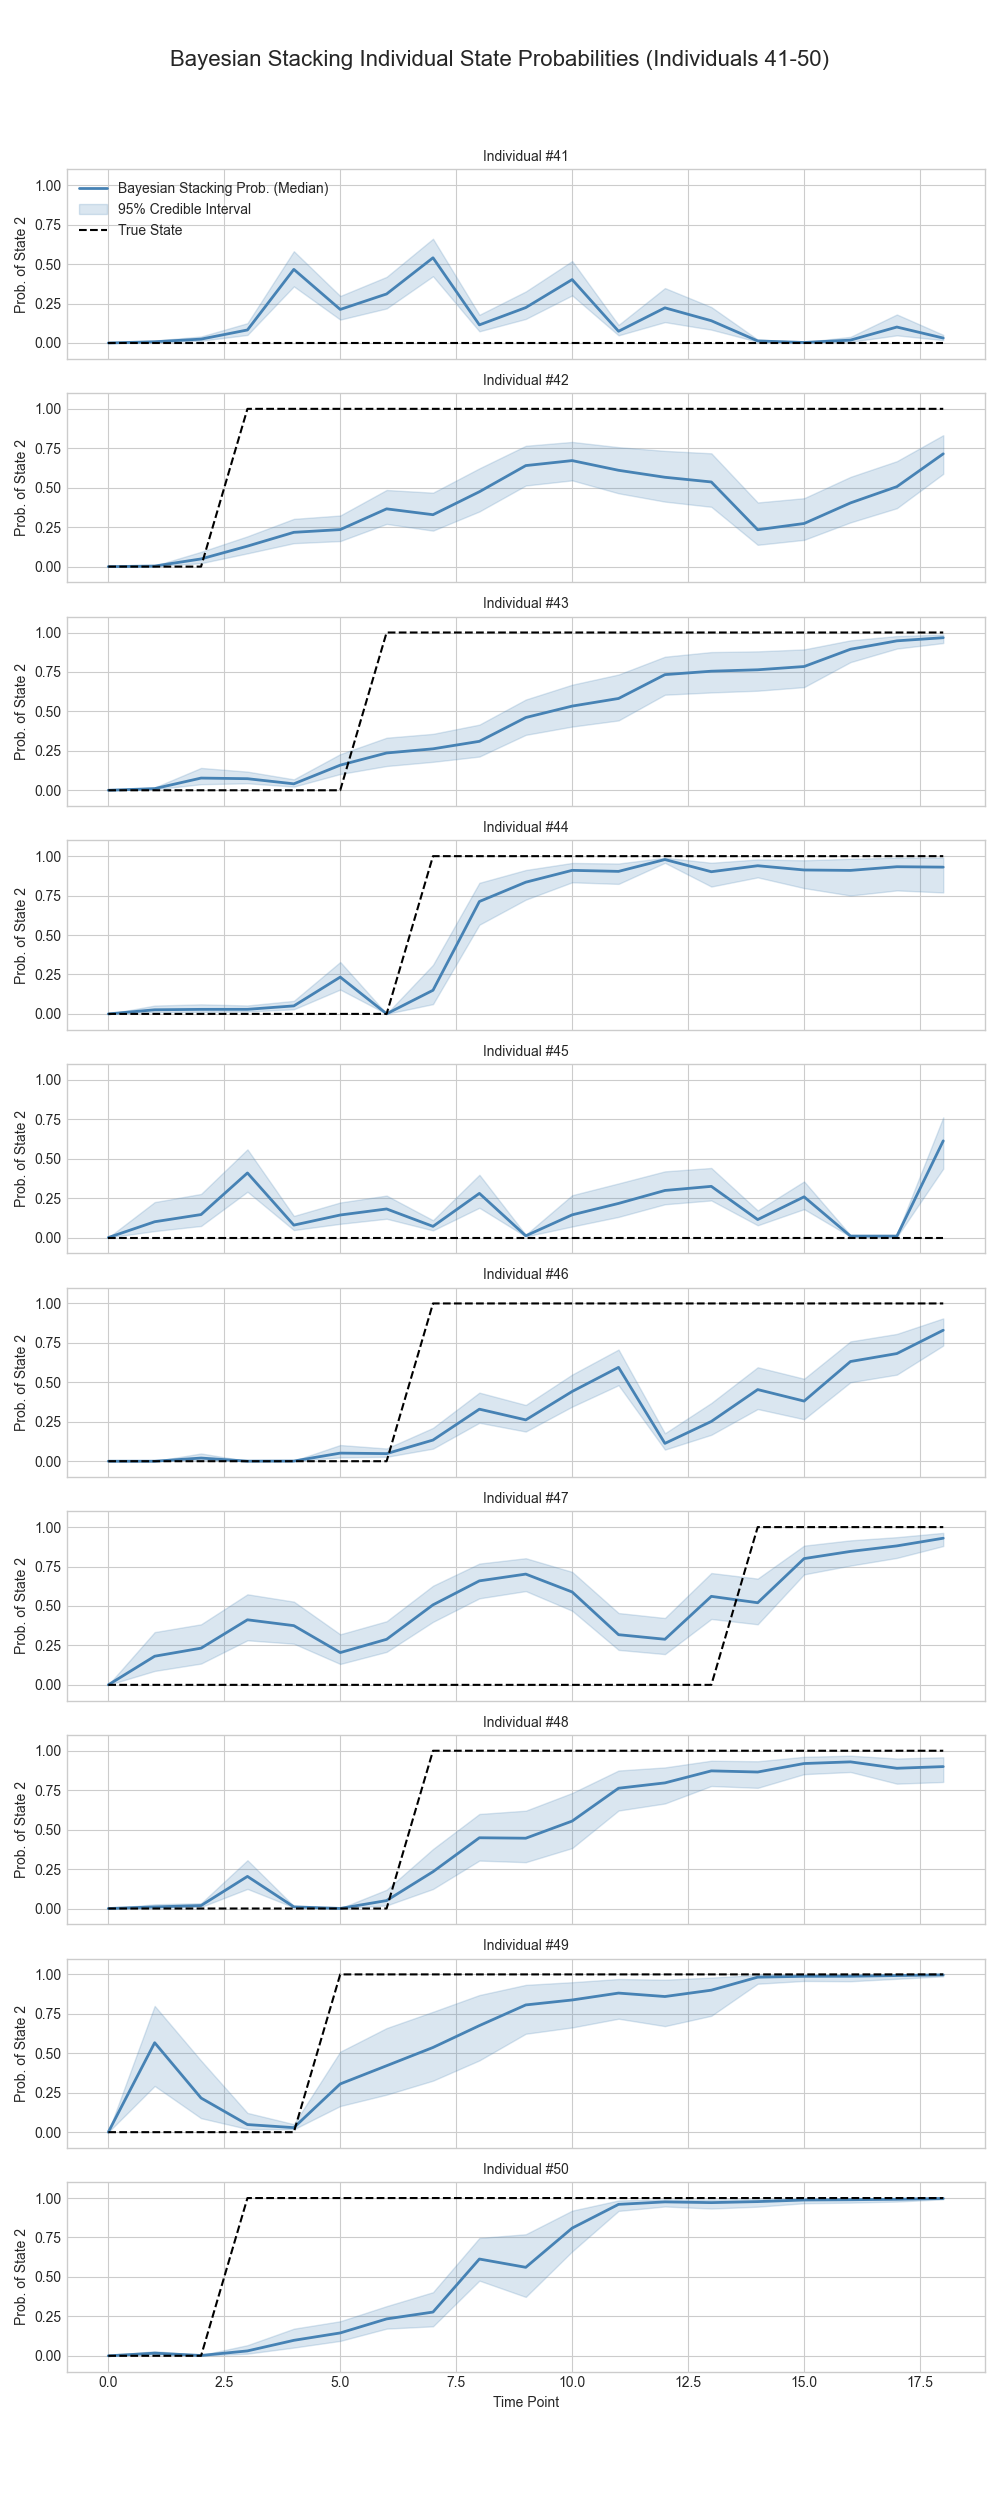 Bayesian Stacking Individual State Probabilities (Individuals 41-50)
Individual #41
Bayesian Stacking Prob. (Median)
95% Credible Interval
True State
1.00
0.75
0.50
0.25
0.00
Prob. of State 2
Individual #42
1.00
0.75
0.50
0.25
0.00
Prob. of State 2
Individual #43
1.00
0.75
0.50
0.25
0.00
Prob. of State 2
Individual #44
1.00
0.75
0.50
0.25
0.00
Prob. of State 2
Individual #45
1.00
0.75
0.50
0.25
0.00
Prob. of State 2
Individual #46
1.00
0.75
0.50
0.25
0.00
Prob. of State 2
Individual #47
1.00
0.75
0.50
0.25
0.00
Prob. of State 2
Individual #48
1.00
0.75
0.50
0.25
0.00
Prob. of State 2
Individual #49
1.00
0.75
0.50
0.25
0.00
Prob. of State 2
Individual #50
1.00
0.75
0.50
0.25
0.00
Prob. of State 2
0.0 2.5 5.0 7.5 10.0 12.5 15.0 17.5
Time Point